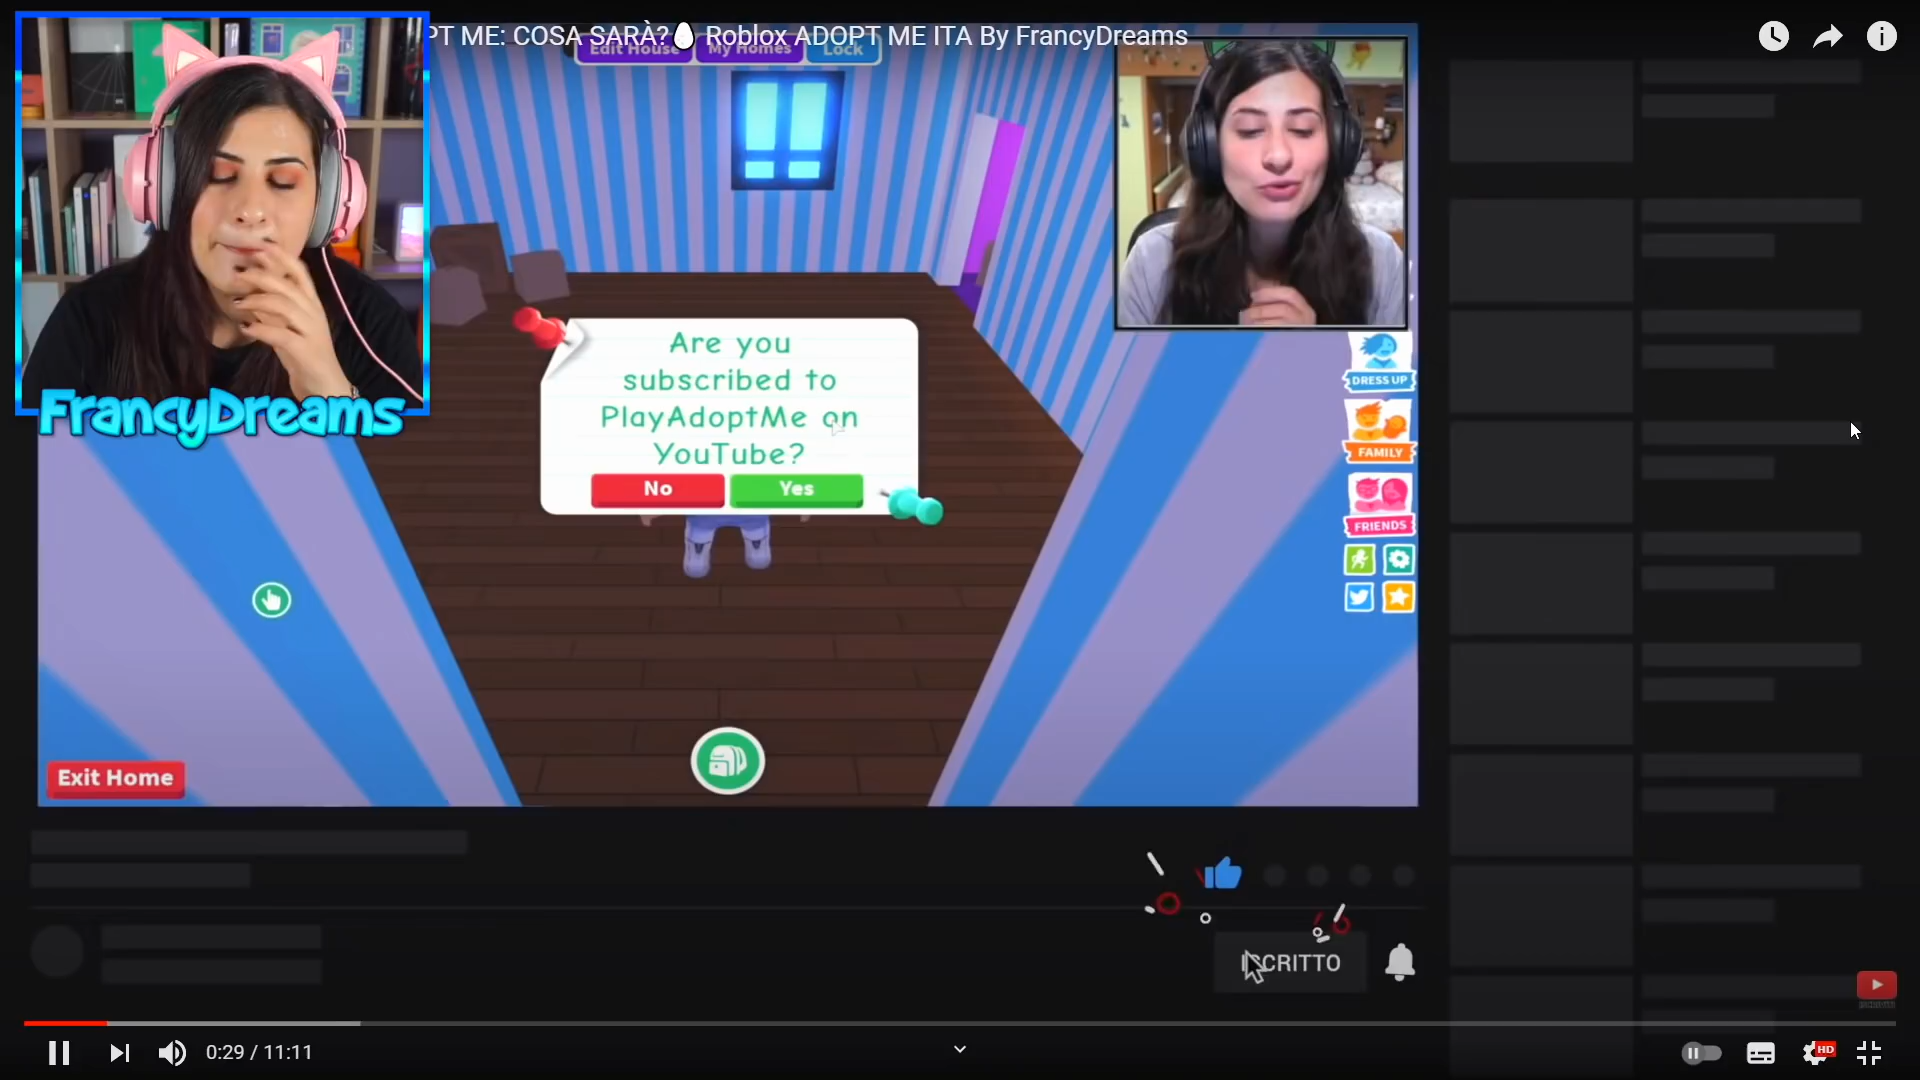 PT ME: COSA SARÀ? Roblox ADOPT ME ITA By FrancyDreams
Edit House My Homes Lock
FrancyDreams
Are you
subscribed to
PlayAdoptMe on
YouTube?
No Yes
DRESS UP
FAMILY
FRIENDS
Exit Home
ISCRITTO
0:29 / 11:11
HD